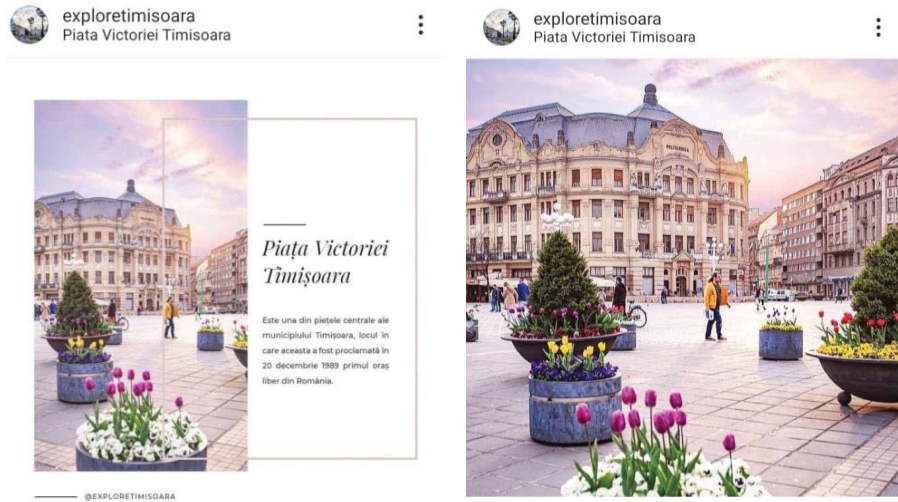 exploretimisoara
Piata Victoriei Timisoara
Piața Victoriei
Timișoara
Este una din piețele centrale ale
municipiului Timișoara, locul în
care aceasta a fost proclamată în
20 decembrie 1989 primul oraș
liber din România.
@EXPLORETIMISOARA
exploretimisoara
Piata Victoriei Timisoara
POLITEHNICA